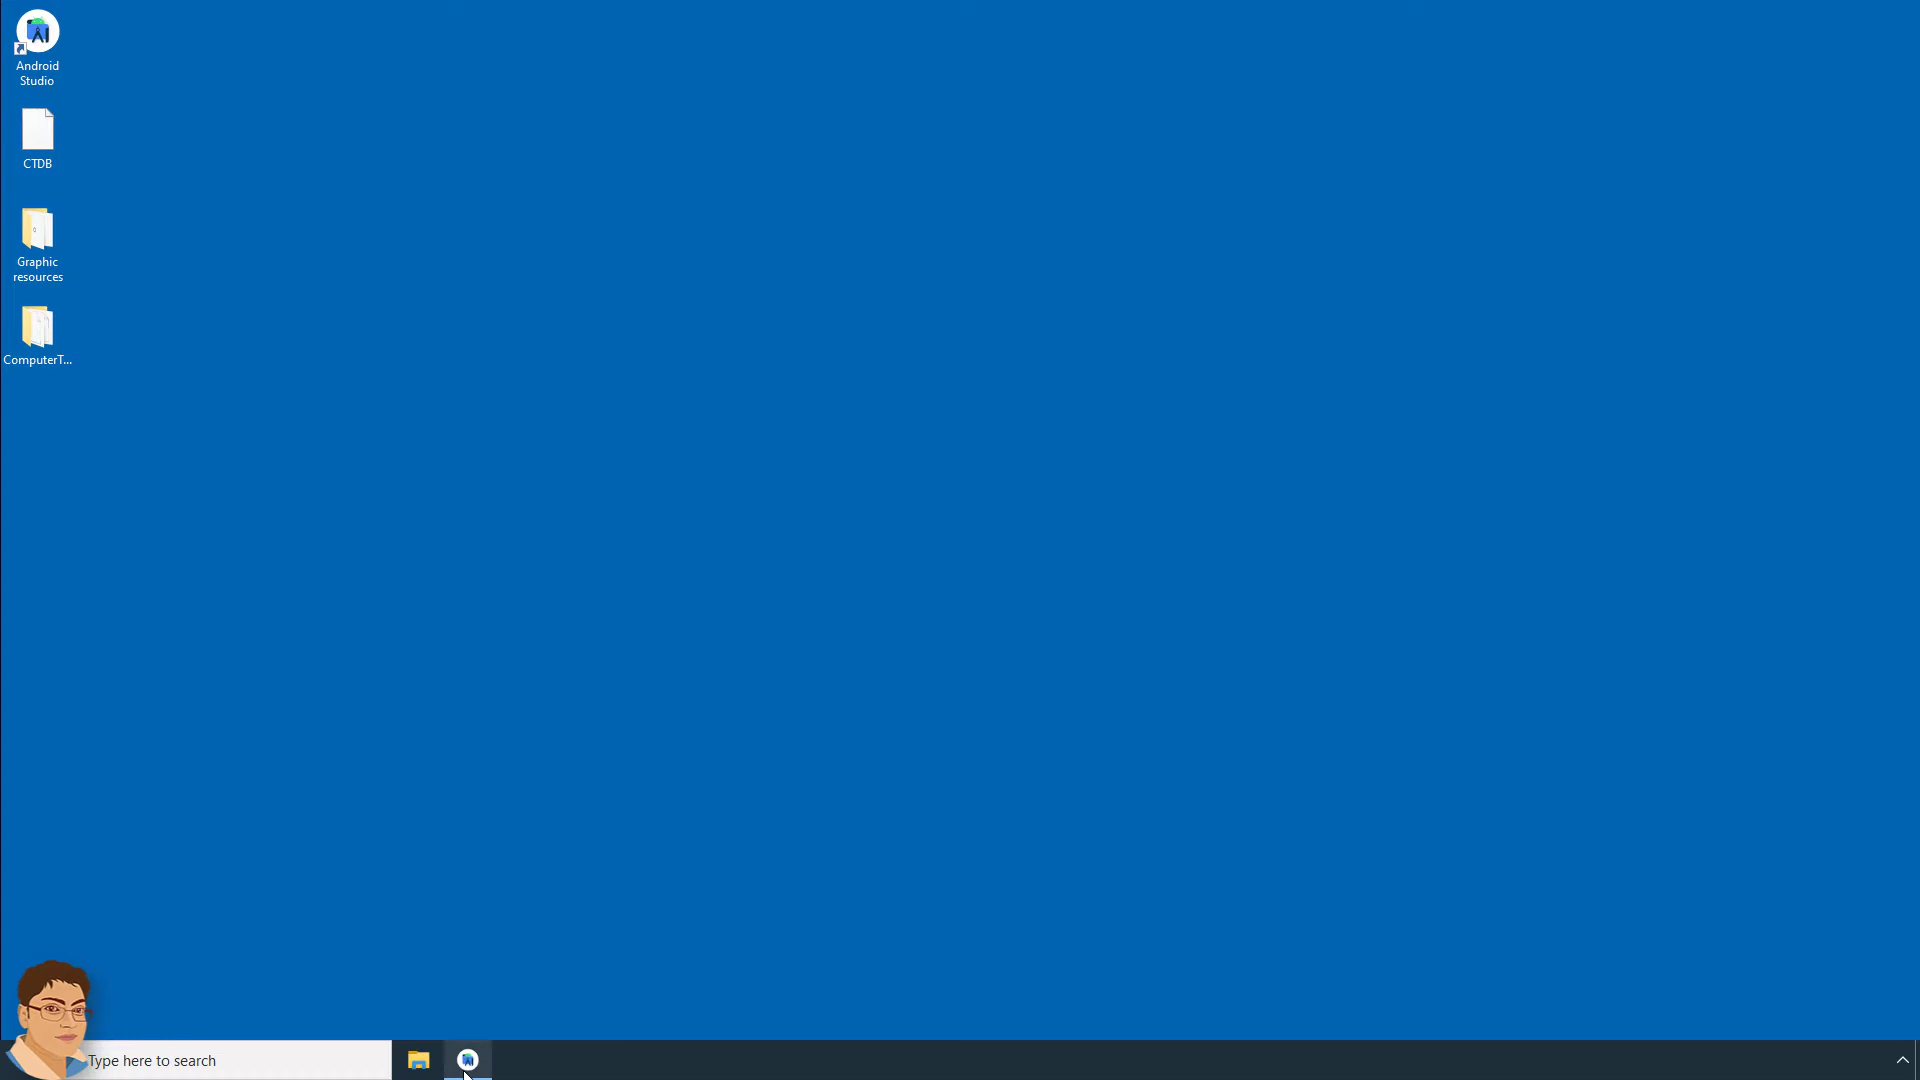 Android
Studio
CTDB
Graphic
resources
ComputerT...
Type here to search